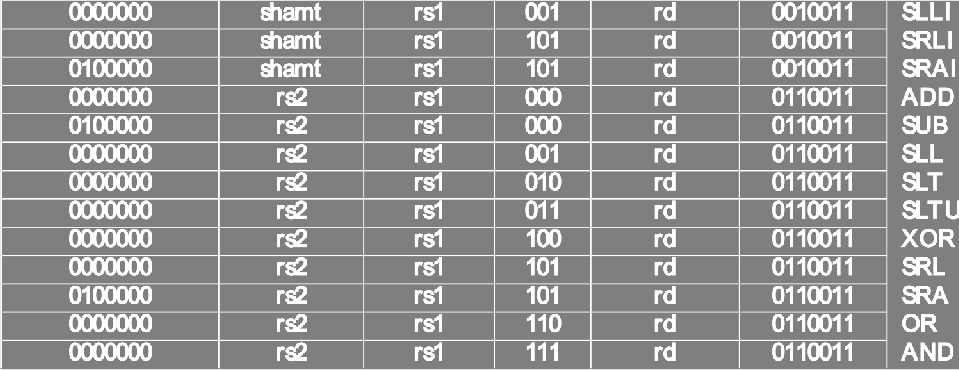 0000000 shamt rs1 001 rd 0010011 SLLI
0000000 shamt rs1 101 rd 0010011 SRLI
0100000 shamt rs1 101 rd 0010011 SRAI
0000000 rs2 rs1 000 rd 0110011 ADD
0100000 rs2 rs1 000 rd 0110011 SUB
0000000 rs2 rs1 001 rd 0110011 SLL
0000000 rs2 rs1 010 rd 0110011 SLT
0000000 rs2 rs1 011 rd 0110011 SLTU
0000000 rs2 rs1 100 rd 0110011 XOR
0000000 rs2 rs1 101 rd 0110011 SRL
0100000 rs2 rs1 101 rd 0110011 SRA
0000000 rs2 rs1 110 rd 0110011 OR
0000000 rs2 rs1 111 rd 0110011 AND